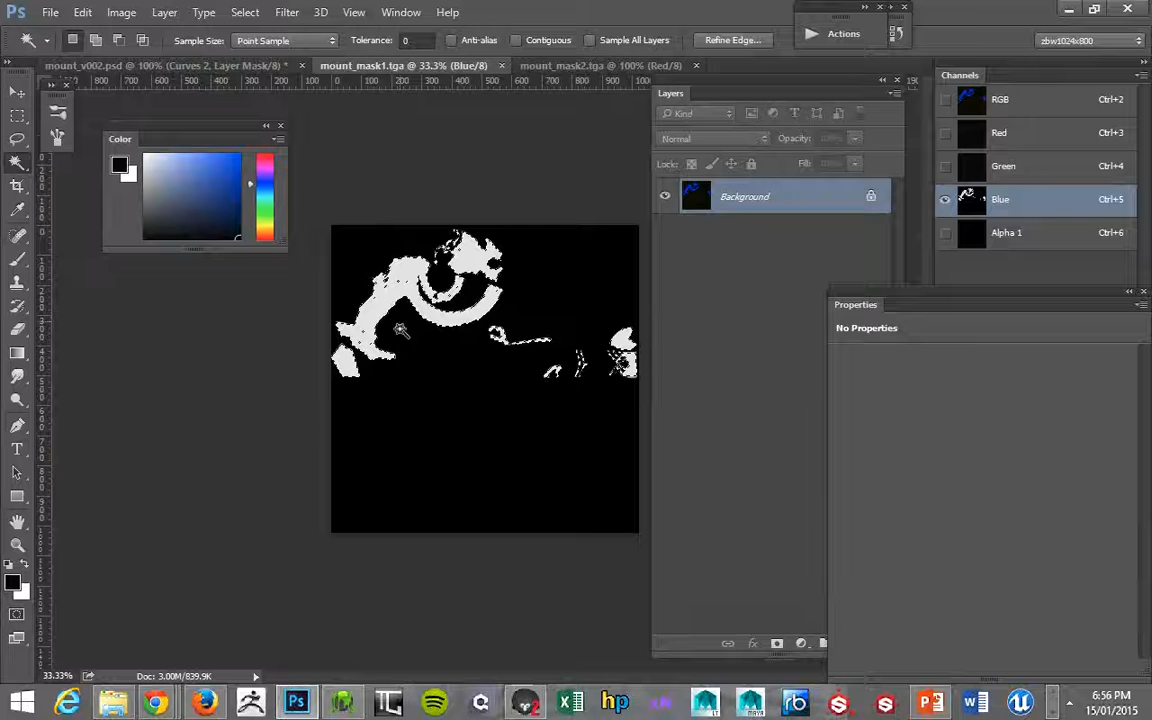 Ps File Edit Image Layer Type Select Filter 3D View Window Help
Sample Size: Point Sample Tolerance: 0 Anti-alias Contiguous Sample All Layers Refine Edge... Actions zbw1024x800
mount_v002.psd @ 100% (Curves 2, Layer Mask/8) * × mount_mask1.tga @ 33.3% (Blue/8) × mount_mask2.tga @ 100% (Red/8) ×
Color
Layers
Kind
Normal Opacity:
Lock: Fill:
Background
Channels
RGB Ctrl+2
Red Ctrl+3
Green Ctrl+4
Blue Ctrl+5
Alpha 1 Ctrl+6
Properties
No Properties
33.33% Doc: 3.00M/839.9K
6:56 PM
15/01/2015